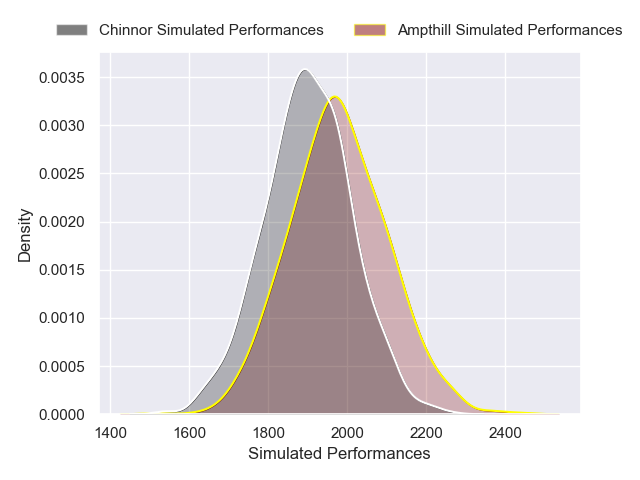 Chinnor Simulated Performances
Ampthill Simulated Performances
0.0035
0.0030
0.0025
0.0020
0.0015
0.0010
0.0005
0.0000
Density
1400 1600 1800 2000 2200 2400
Simulated Performances